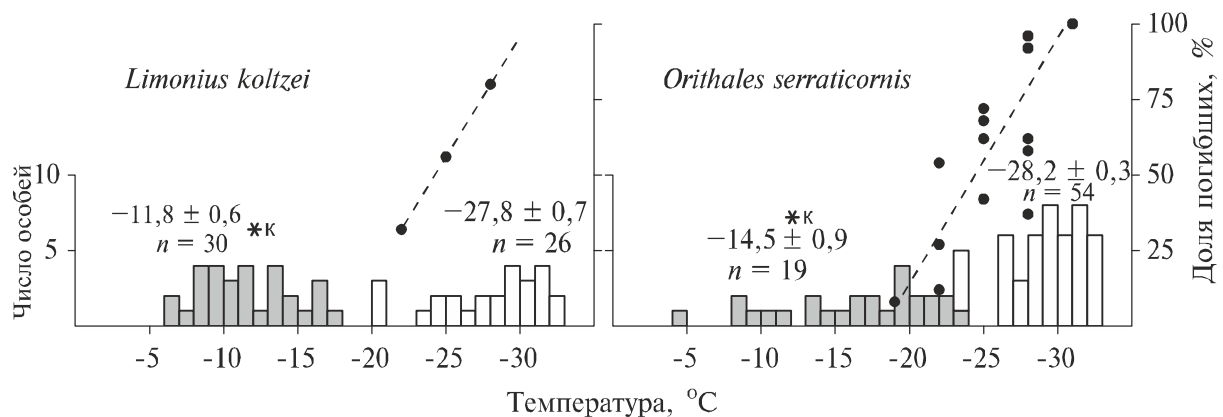 Limonius koltzei
Число особей
10
5
−11,8 ± 0,6
n = 30
*к
−27,8 ± 0,7
n = 26
-5 -10 -15 -20 -25 -30
Orithales serraticornis
*к
−14,5 ± 0,9
n = 19
−28,2 ± 0,3
n = 54
100
75
50
25
Доля погибших, %
-5 -10 -15 -20 -25 -30
Температура, °C